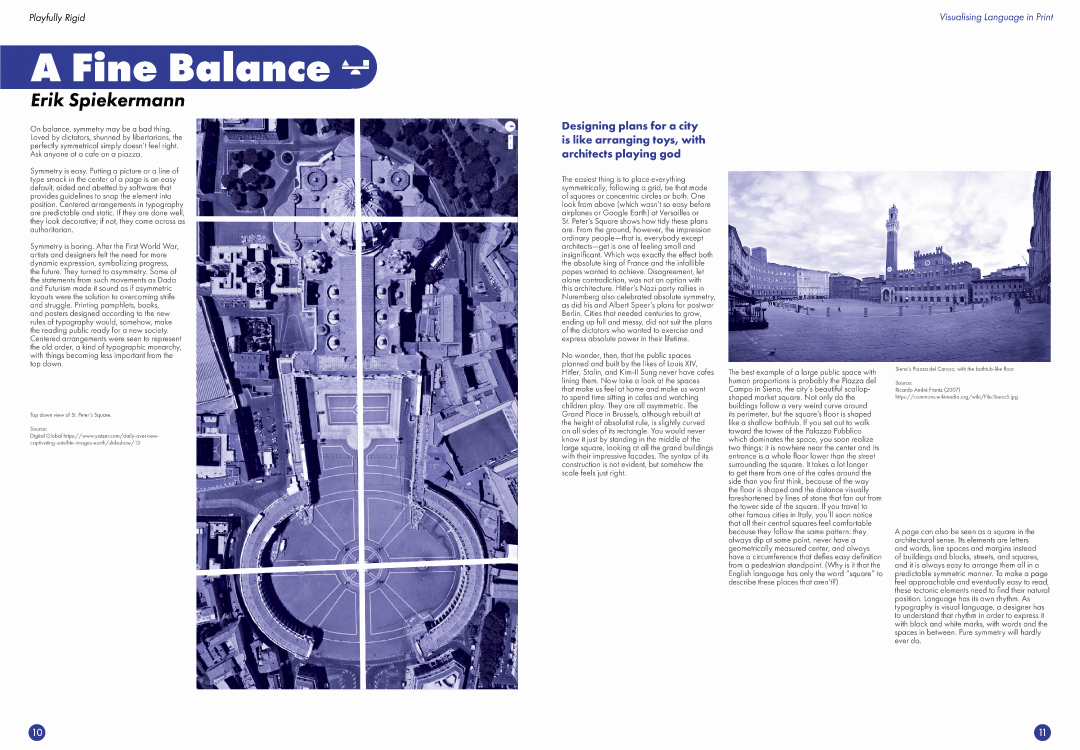 Playfully Rigid
Visualising Language in Print
A Fine Balance
Erik Spiekermann
On balance, symmetry may be a bad thing.
Loved by dictators, shunned by libertarians, the
perfectly symmetrical simply doesn't feel right.
Ask anyone at a cafe on a piazza.
Symmetry is easy. Putting a picture or a line of
type smack in the center of a page is an easy
default, aided and abetted by software that
provides guidelines to snap the element into
position. Centered arrangements in typography
are predictable and static. If they are done well,
they look decorative; if not, they come across as
authoritarian.
Symmetry is boring. After the First World War,
artists and designers felt the need for more
dynamic expression, symbolizing progress,
the future. They turned to asymmetry. Some of
the statements from such movements as Dada
and Futurism made it sound as if asymmetric
layouts were the solution to overcoming strife
and struggle. Printing pamphlets, books,
and posters designed according to the new
rules of typography would, somehow, make
the reading public ready for a new society.
Centered arrangements were seen to represent
the old order, a kind of typographic monarchy,
with things becoming less important from the
top down.
Top down view of St. Peter's Square.
Source:
Digital Global https://www.yatzer.com/daily-overview-
captivating-satellite-images-earth/slideshow/13
Designing plans for a city
is like arranging toys, with
architects playing god
The easiest thing is to place everything
symmetrically, following a grid, be that made
of squares or concentric circles or both. One
look from above (which wasn't so easy before
airplanes or Google Earth) at Versailles or
St. Peter's Square shows how tidy these plans
are. From the ground, however, the impression
ordinary people—that is, everybody except
architects—get is one of feeling small and
insignificant. Which was exactly the effect both
the absolute king of France and the infallible
popes wanted to achieve. Disagreement, let
alone contradiction, was not an option with
this architecture. Hitler's Nazi party rallies in
Nuremberg also celebrated absolute symmetry,
as did his and Albert Speer's plans for postwar
Berlin. Cities that needed centuries to grow,
ending up full and messy, did not suit the plans
of the dictators who wanted to exercise and
express absolute power in their lifetime.
No wonder, then, that the public spaces
planned and built by the likes of Louis XIV,
Hitler, Stalin, and Kim-Il Sung never have cafes
lining them. Now take a look at the spaces
that make us feel at home and make us want
to spend time sitting in cafes and watching
children play. They are all asymmetric. The
Grand Place in Brussels, although rebuilt at
the height of absolutist rule, is slightly curved
on all sides of its rectangle. You would never
know it just by standing in the middle of the
large square, looking at all the grand buildings
with their impressive facades. The syntax of its
construction is not evident, but somehow the
scale feels just right.
The best example of a large public space with
human proportions is probably the Piazza del
Campo in Siena, the city's beautiful scallop-
shaped market square. Not only do the
buildings follow a very weird curve around
its perimeter, but the square's floor is shaped
like a shallow bathtub. If you set out to walk
toward the tower of the Palazzo Pubblico
which dominates the space, you soon realize
two things: it is nowhere near the center and its
entrance is a whole floor lower than the street
surrounding the square. It takes a lot longer
to get there from one of the cafes around the
side than you first think, because of the way
the floor is shaped and the distance visually
foreshortened by lines of stone that fan out from
the tower side of the square. If you travel to
other famous cities in Italy, you'll soon notice
that all their central squares feel comfortable
because they follow the same pattern: they
always dip at some point, never have a
geometrically measured center, and always
have a circumference that defies easy definition
from a pedestrian standpoint. (Why is it that the
English language has only the word "square" to
describe these places that aren't?)
Siena's Piazza del Campo, with the bathtub-like floor.
Source:
Ricardo André Frantz (2007)
https://commons.wikimedia.org/wiki/File:Siena5.jpg
A page can also be seen as a square in the
architectural sense. Its elements are letters
and words, line spaces and margins instead
of buildings and blocks, streets, and squares,
and it is always easy to arrange them all in a
predictable symmetric manner. To make a page
feel approachable and eventually easy to read,
these tectonic elements need to find their natural
position. Language has its own rhythm. As
typography is visual language, a designer has
to understand that rhythm in order to express it
with black and white marks, with words and the
spaces in between. Pure symmetry will hardly
ever do.
10
11